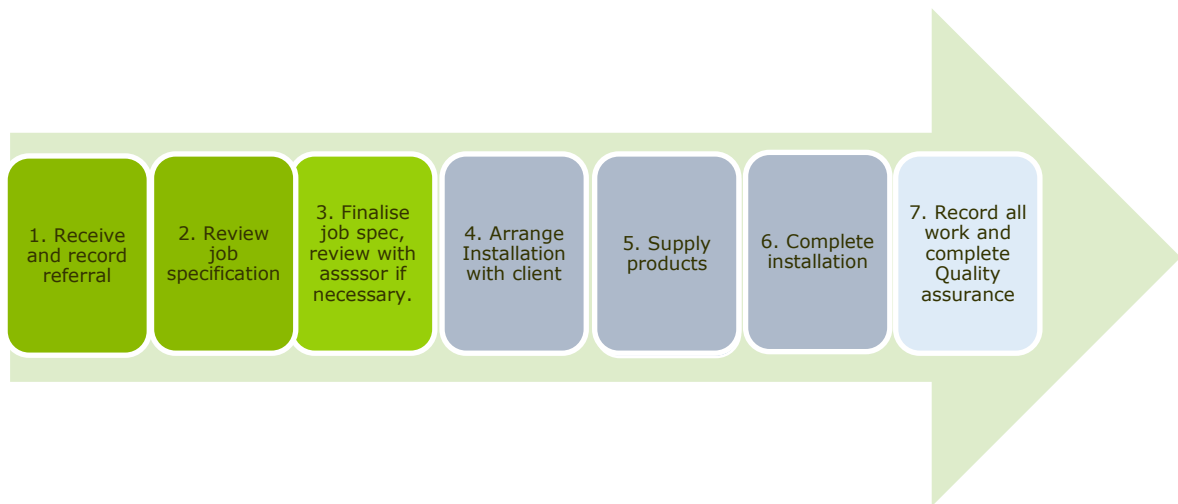 1. Receive
and record
referral
2. Review
job
specification
3. Finalise
job spec,
review with
assssor if
necessary.
4. Arrange
Installation
with client
5. Supply
products
6. Complete
installation
7. Record all
work and
complete
Quality
assurance